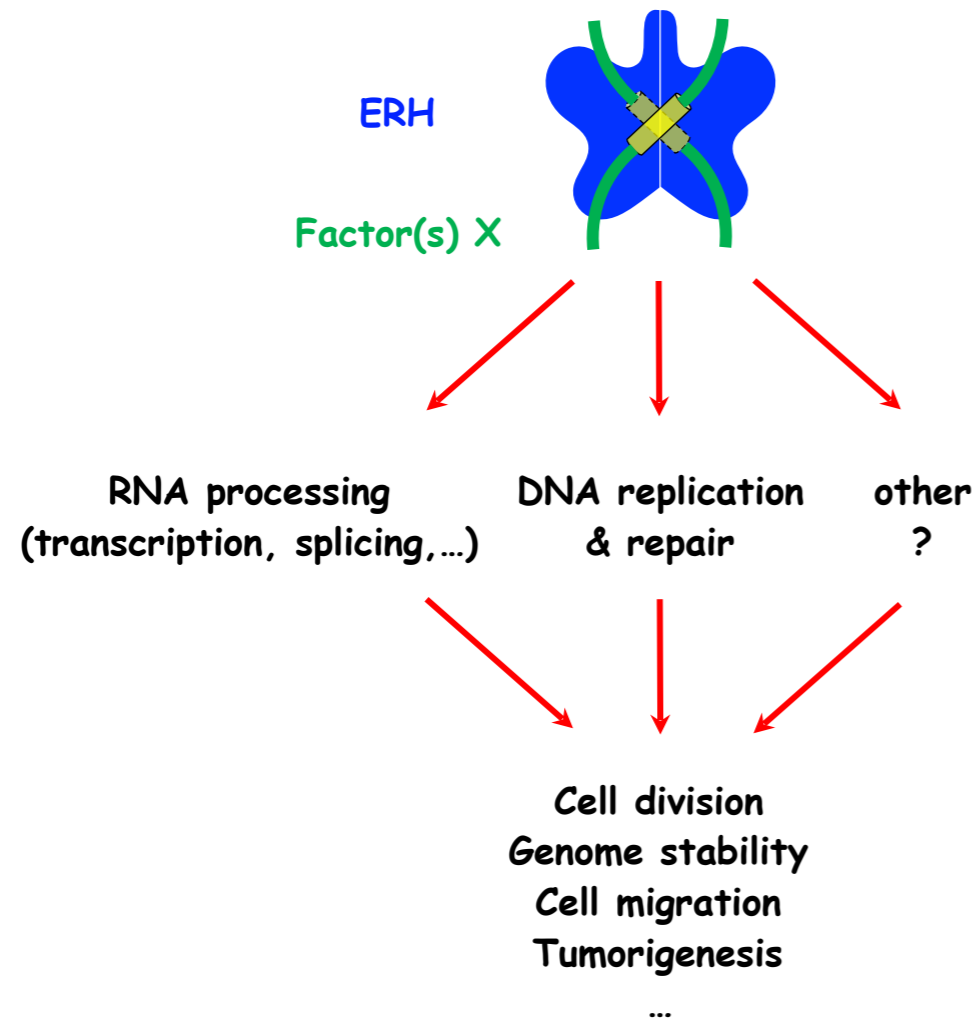 ERH
Factor(s) X
RNA processing
(transcription, splicing,…)
DNA replication
& repair
other
?
Cell division
Genome stability
Cell migration
Tumorigenesis
…